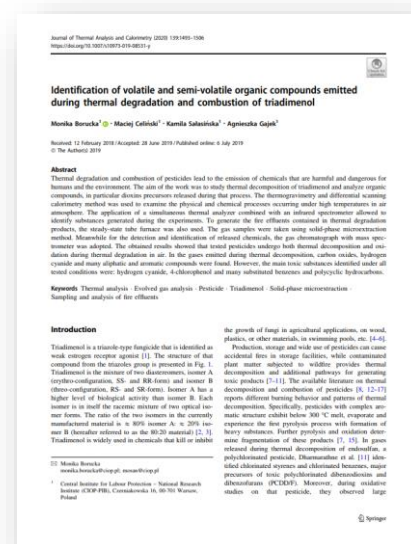 Journal of Thermal Analysis and Calorimetry (2020) 139:1495–1506
https://doi.org/10.1007/s10973-019-08531-y
Identification of volatile and semi-volatile organic compounds emitted
during thermal degradation and combustion of triadimenol
Monika Borucka¹ · Maciej Celiński¹ · Kamila Sałasińska¹ · Agnieszka Gajek¹
Received: 12 February 2018 / Accepted: 28 June 2019 / Published online: 6 July 2019
© The Author(s) 2019
Abstract
Thermal degradation and combustion of pesticides lead to the emission of chemicals that are harmful and dangerous for
humans and the environment. The aim of the work was to study thermal decomposition of triadimenol and analyze organic
compounds, in particular dioxins precursors released during that process. The thermogravimetry and differential scanning
calorimetry method was used to examine the physical and chemical processes occurring under high temperatures in air
atmosphere. The application of a simultaneous thermal analyzer combined with an infrared spectrometer allowed to
identify substances generated during the experiments. To generate the fire effluents contained in thermal degradation
products, the steady-state tube furnace was also used. The gas samples were taken using solid-phase microextraction
method. Meanwhile for the detection and identification of released chemicals, the gas chromatograph with mass spec-
trometer was adopted. The obtained results showed that tested pesticides undergo both thermal decomposition and oxi-
dation during thermal degradation in air. In the gases emitted during thermal decomposition, carbon oxides, hydrogen
cyanide and many aliphatic and aromatic compounds were found. However, the main toxic substances identified under all
tested conditions were: hydrogen cyanide, 4-chlorophenol and many substituted benzenes and polycyclic hydrocarbons.
Keywords Thermal analysis · Evolved gas analysis · Pesticide · Triadimenol · Solid-phase microextraction ·
Sampling and analysis of fire effluents
Introduction
Triadimenol is a triazole-type fungicide that is identified as
weak estrogen receptor agonist [1]. The structure of that
compound from the triazoles group is presented in Fig. 1.
Triadimenol is the mixture of two diastereomers, isomer A
(erythro-configuration, SS- and RR-form) and isomer B
(threo-configuration, RS- and SR-form). Isomer A has a
higher level of biological activity than isomer B. Each
isomer is in itself the racemic mixture of two optical iso-
mer forms. The ratio of the two isomers in the currently
manufactured material is ≈ 80% isomer A: ≈ 20% iso-
mer B (hereafter referred to as the 80:20 material) [2, 3].
Triadimenol is widely used in chemicals that kill or inhibit
Monika Borucka
monika.borucka@ciop.pl;
¹ Central Institute for Labour Protection – National Research
Institute (CIOP-PIB), Czerniakowska 16, 00-701 Warsaw,
Poland
the growth of fungi in agricultural applications, on wood,
plastics, or other materials, in swimming pools, etc. [4–6].
Production, storage and wide use of pesticides can cause
accidental fires in storage facilities, while contaminated
plant matter subjected to wildfire provides thermal
decomposition and additional pathways for generating
toxic products [7–11]. The available literature on thermal
decomposition and combustion of pesticides [8, 12–17]
reports different burning behavior and patterns of thermal
decomposition. Specifically, pesticides with complex aro-
matic structure exhibit below 300 °C melt, evaporate and
experience the first pyrolysis process with formation of
heavy substances. Further pyrolysis and oxidation deter-
mine fragmentation of these products [7, 15]. In gases
released during thermal decomposition of endosulfan, a
polychlorinated pesticide, Dharmarathne et al. [11] iden-
tified chlorinated styrenes and chlorinated benzenes, major
precursors of toxic polychlorinated dibenzodioxins and
dibenzofurans (PCDD/F). Moreover, during oxidative
studies on that pesticide, they observed large
Springer